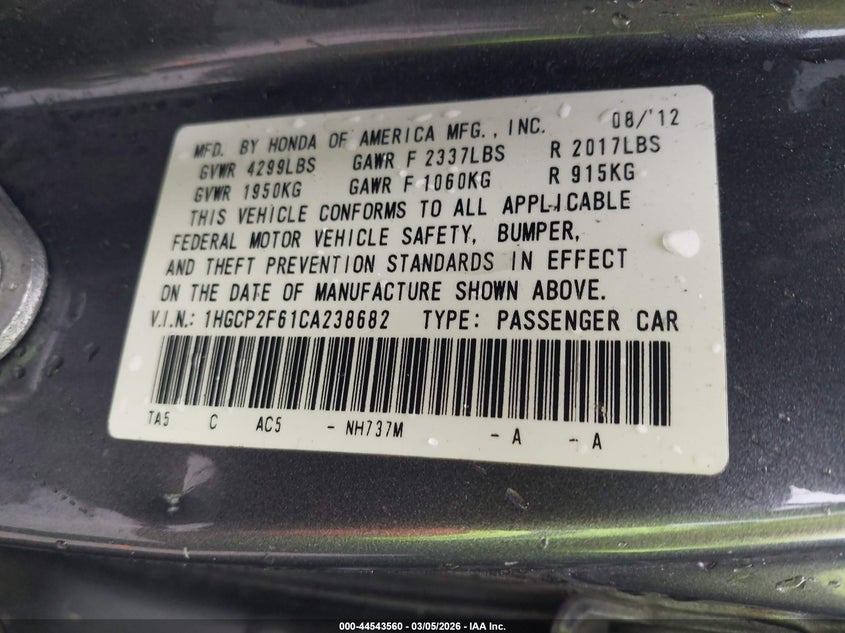 MFD. BY HONDA OF AMERICA MFG., INC. 08/'12
GVWR 4299LBS GAWR F 2337LBS R 2017LBS
GVWR 1950KG GAWR F 1060KG R 915KG
THIS VEHICLE CONFORMS TO ALL APPLICABLE
FEDERAL MOTOR VEHICLE SAFETY, BUMPER,
AND THEFT PREVENTION STANDARDS IN EFFECT
ON THE DATE OF MANUFACTURE SHOWN ABOVE.
V.I.N.: 1HGCP2F61CA238682 TYPE: PASSENGER CAR
TA5 C AC5 - NH737M - A - A
000-44543560 - 03/05/2026 - IAA Inc.